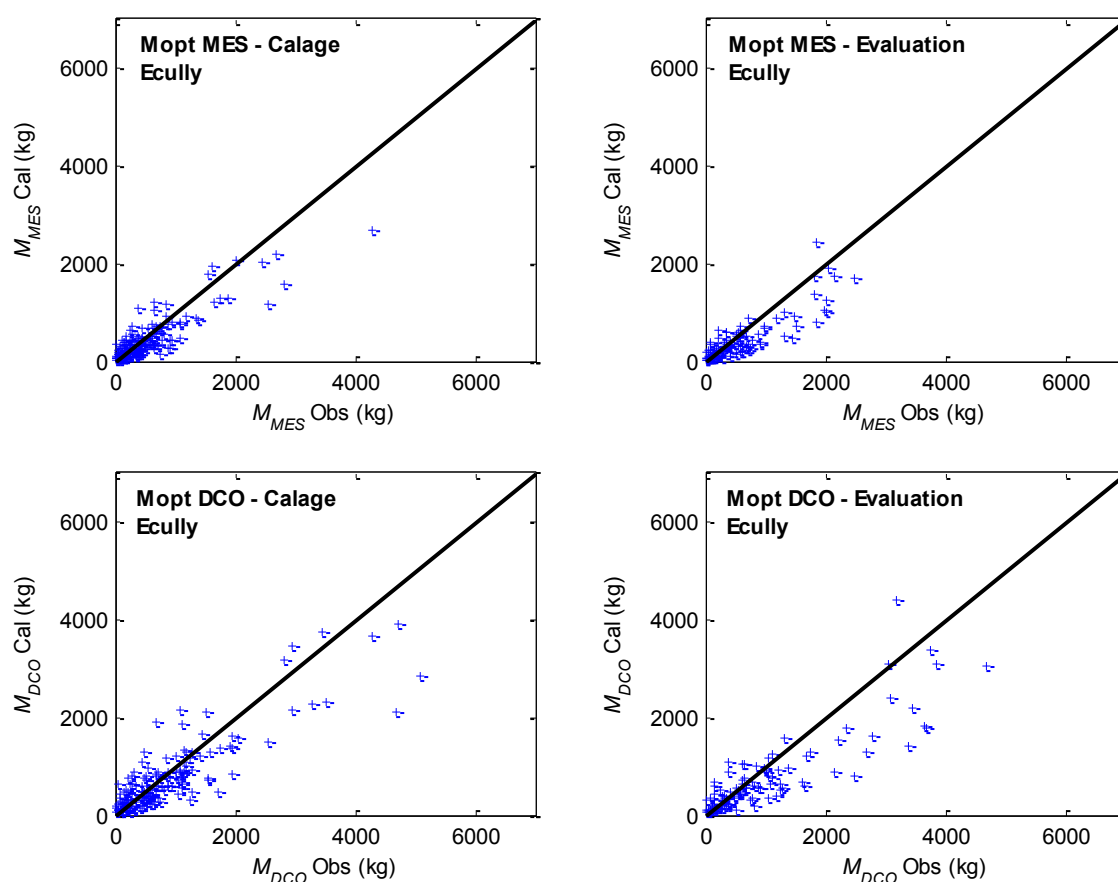 Mopt MES - Calage
Ecully
M_MES Cal (kg)
6000
4000
2000
0
0 2000 4000 6000
M_MES Obs (kg)
Mopt MES - Evaluation
Ecully
M_MES Cal (kg)
6000
4000
2000
0
0 2000 4000 6000
M_MES Obs (kg)
Mopt DCO - Calage
Ecully
M_DCO Cal (kg)
6000
4000
2000
0
0 2000 4000 6000
M_DCO Obs (kg)
Mopt DCO - Evaluation
Ecully
M_DCO Cal (kg)
6000
4000
2000
0
0 2000 4000 6000
M_DCO Obs (kg)